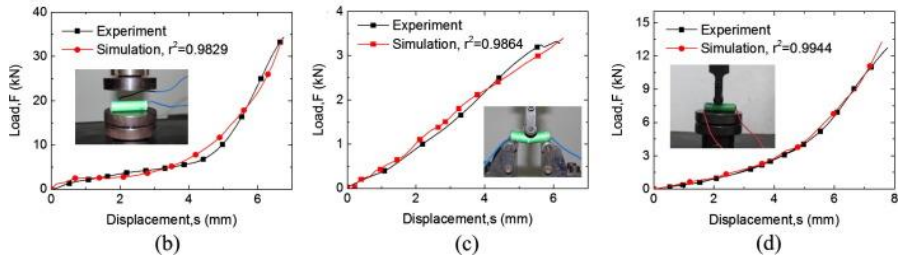 40
30
20
10
0
Load,F (kN)
Experiment
Simulation, r²=0.9829
0 2 4 6
Displacement,s (mm)
(b)
4
3
2
1
0
Load,F (kN)
Experiment
Simulation, r²=0.9864
0 2 4 6
Displacement,s (mm)
(c)
15
12
9
6
3
0
Load,F (kN)
Experiment
Simulation, r²=0.9944
0 2 4 6 8
Displacement,s (mm)
(d)